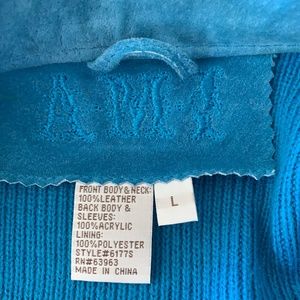 AMI
FRONT BODY & NECK:
100%LEATHER
BACK BODY &
SLEEVES:
100%ACRYLIC
LINING:
100%POLYESTER
STYLE#6177S
RN#63963
MADE IN CHINA
L